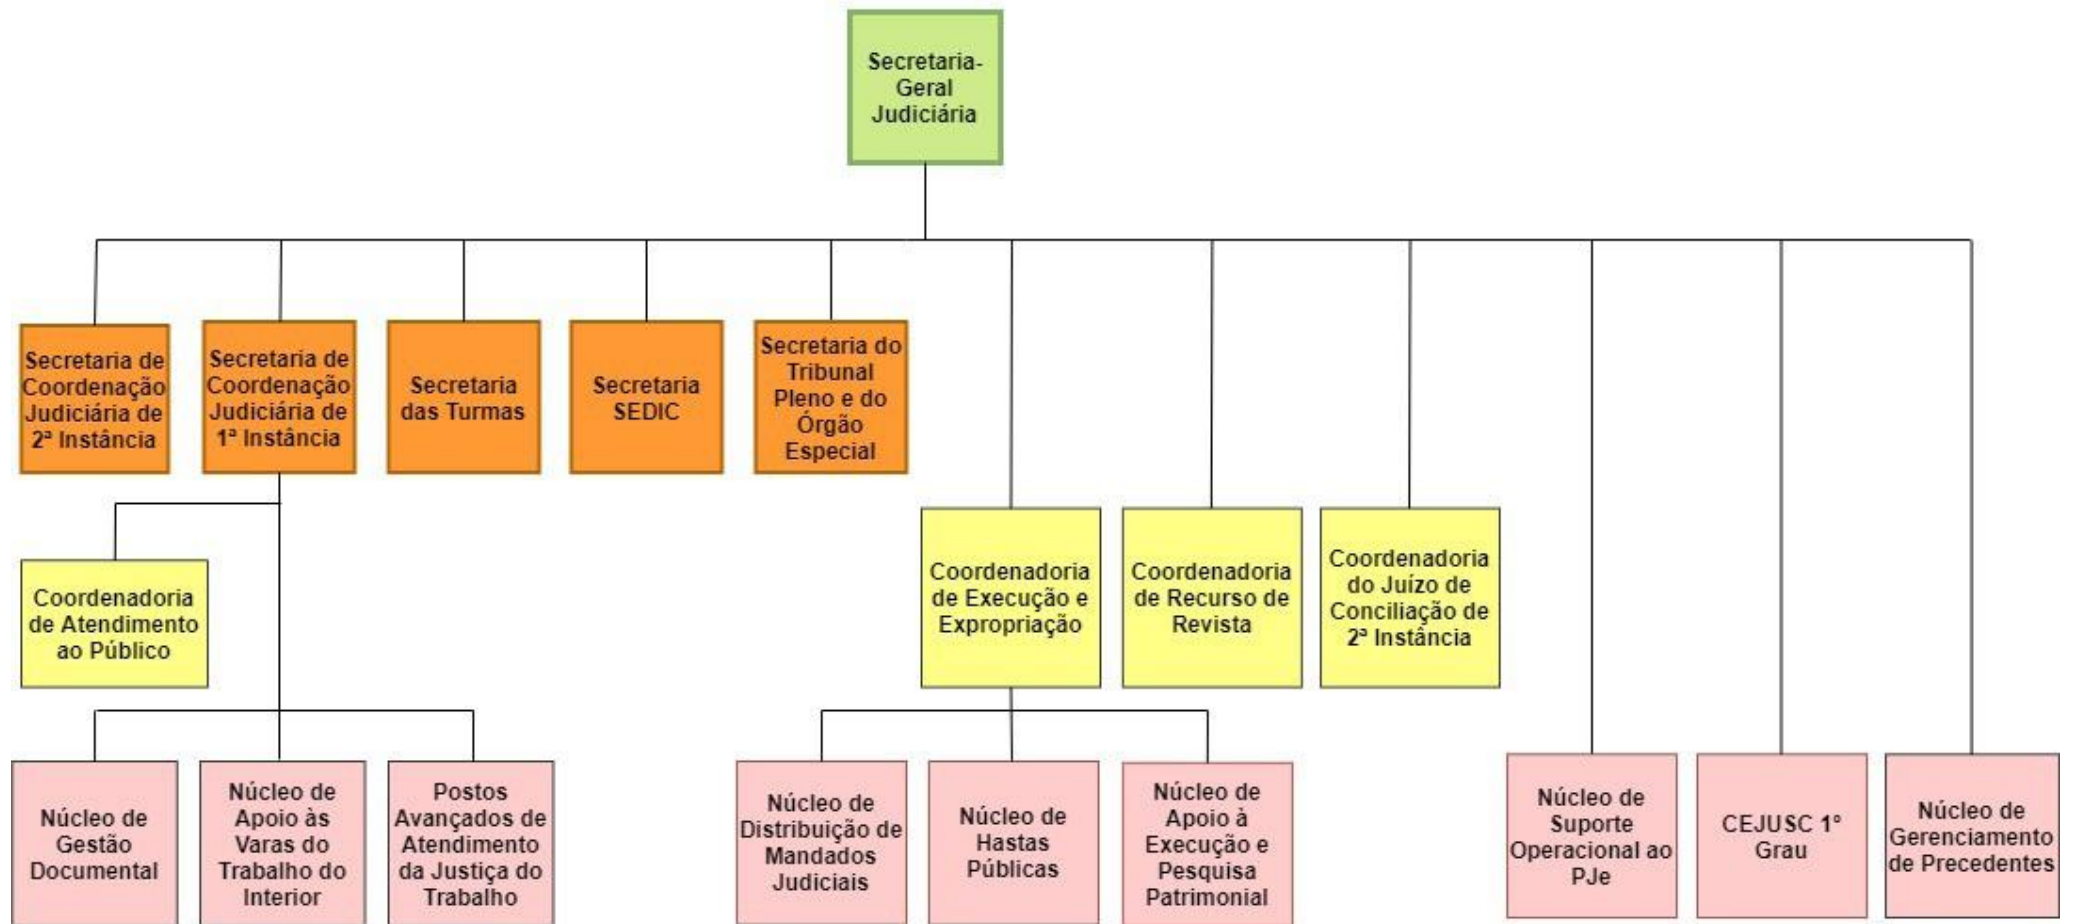 Secretaria-
Geral
Judiciária
Secretaria de
Coordenação
Judiciária de
2ª Instância
Secretaria de
Coordenação
Judiciária de
1ª Instância
Secretaria
das Turmas
Secretaria
SEDIC
Secretaria do
Tribunal
Pleno e do
Órgão
Especial
Coordenadoria
de Atendimento
ao Público
Coordenadoria
de Execução e
Expropriação
Coordenadoria
de Recurso de
Revista
Coordenadoria
do Juízo de
Conciliação de
2ª Instância
Núcleo de
Gestão
Documental
Núcleo de
Apoio às
Varas do
Trabalho do
Interior
Postos
Avançados de
Atendimento
da Justiça do
Trabalho
Núcleo de
Distribuição de
Mandados
Judiciais
Núcleo de
Hastas
Públicas
Núcleo de
Apoio à
Execução e
Pesquisa
Patrimonial
Núcleo de
Suporte
Operacional ao
PJe
CEJUSC 1º
Grau
Núcleo de
Gerenciamento
de Precedentes